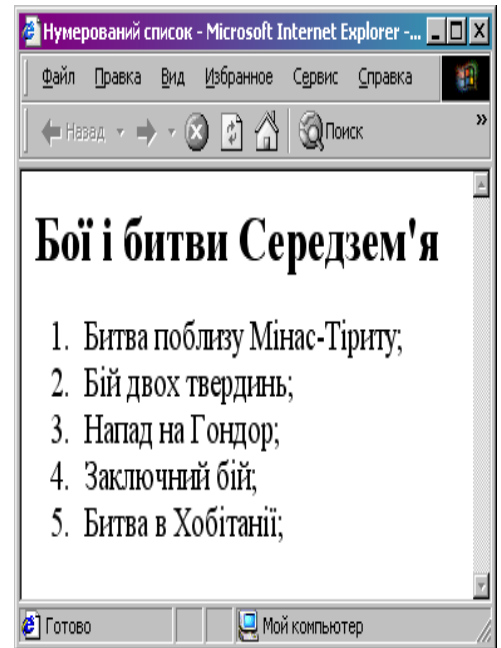 Нумерований список - Microsoft Internet Explorer -...
Файл Правка Вид Избранное Сервис Справка
Назад Поиск »
Бої і битви Середзем'я
1. Битва поблизу Мінас-Тіриту;
2. Бій двох твердинь;
3. Напад на Гондор;
4. Заключний бій;
5. Битва в Хобітанії;
Готово Мой компьютер